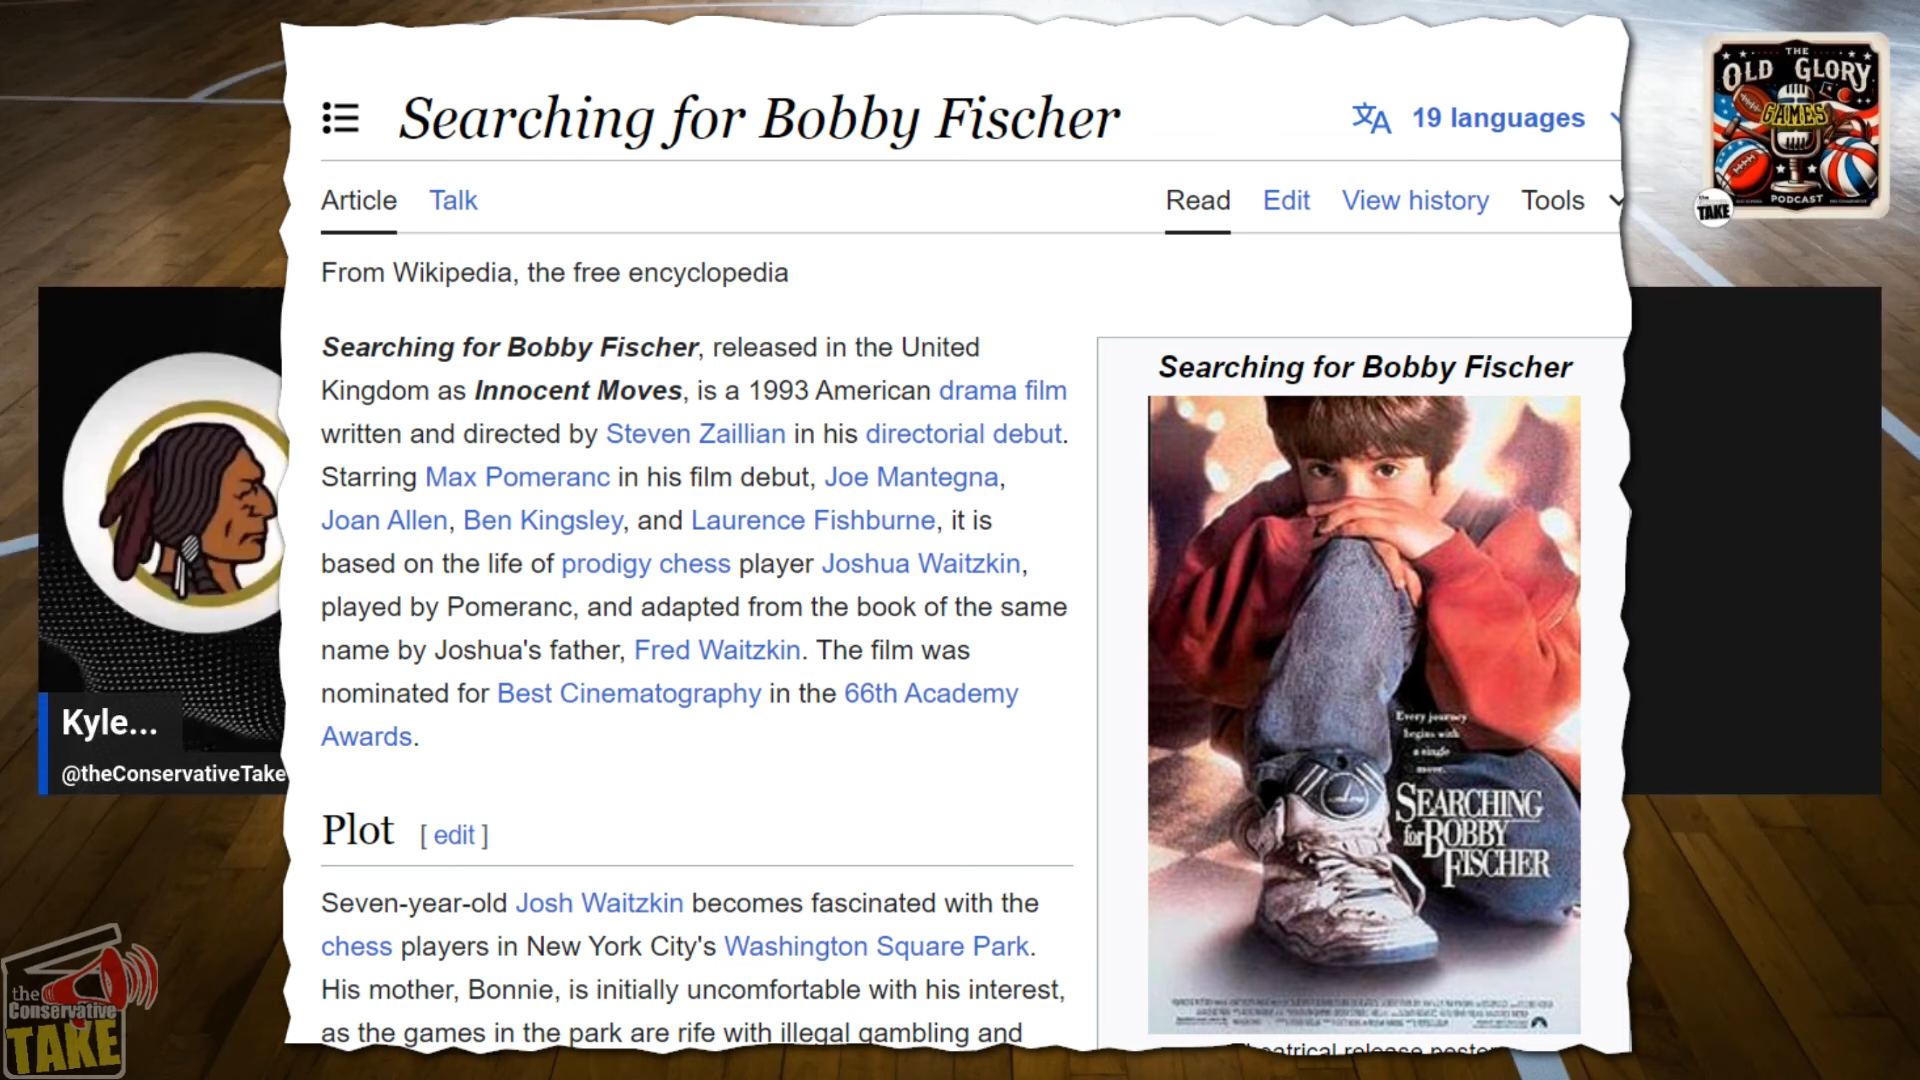 Searching for Bobby Fischer
19 languages
Article Talk
Read Edit View history Tools
From Wikipedia, the free encyclopedia
Searching for Bobby Fischer, released in the United
Kingdom as Innocent Moves, is a 1993 American drama film
written and directed by Steven Zaillian in his directorial debut.
Starring Max Pomeranc in his film debut, Joe Mantegna,
Joan Allen, Ben Kingsley, and Laurence Fishburne, it is
based on the life of prodigy chess player Joshua Waitzkin,
played by Pomeranc, and adapted from the book of the same
name by Joshua's father, Fred Waitzkin. The film was
nominated for Best Cinematography in the 66th Academy
Awards.
Plot [ edit ]
Seven-year-old Josh Waitzkin becomes fascinated with the
chess players in New York City's Washington Square Park.
His mother, Bonnie, is initially uncomfortable with his interest,
as the games in the park are rife with illegal gambling and
Searching for Bobby Fischer
Every journey
begins with
a single
move.
SEARCHING
for BOBBY
FISCHER
Theatrical release poster
THE
OLD GLORY
GAMES
PODCAST
the
TAKE
Kyle...
@theConservativeTake
the
Conservative
TAKE